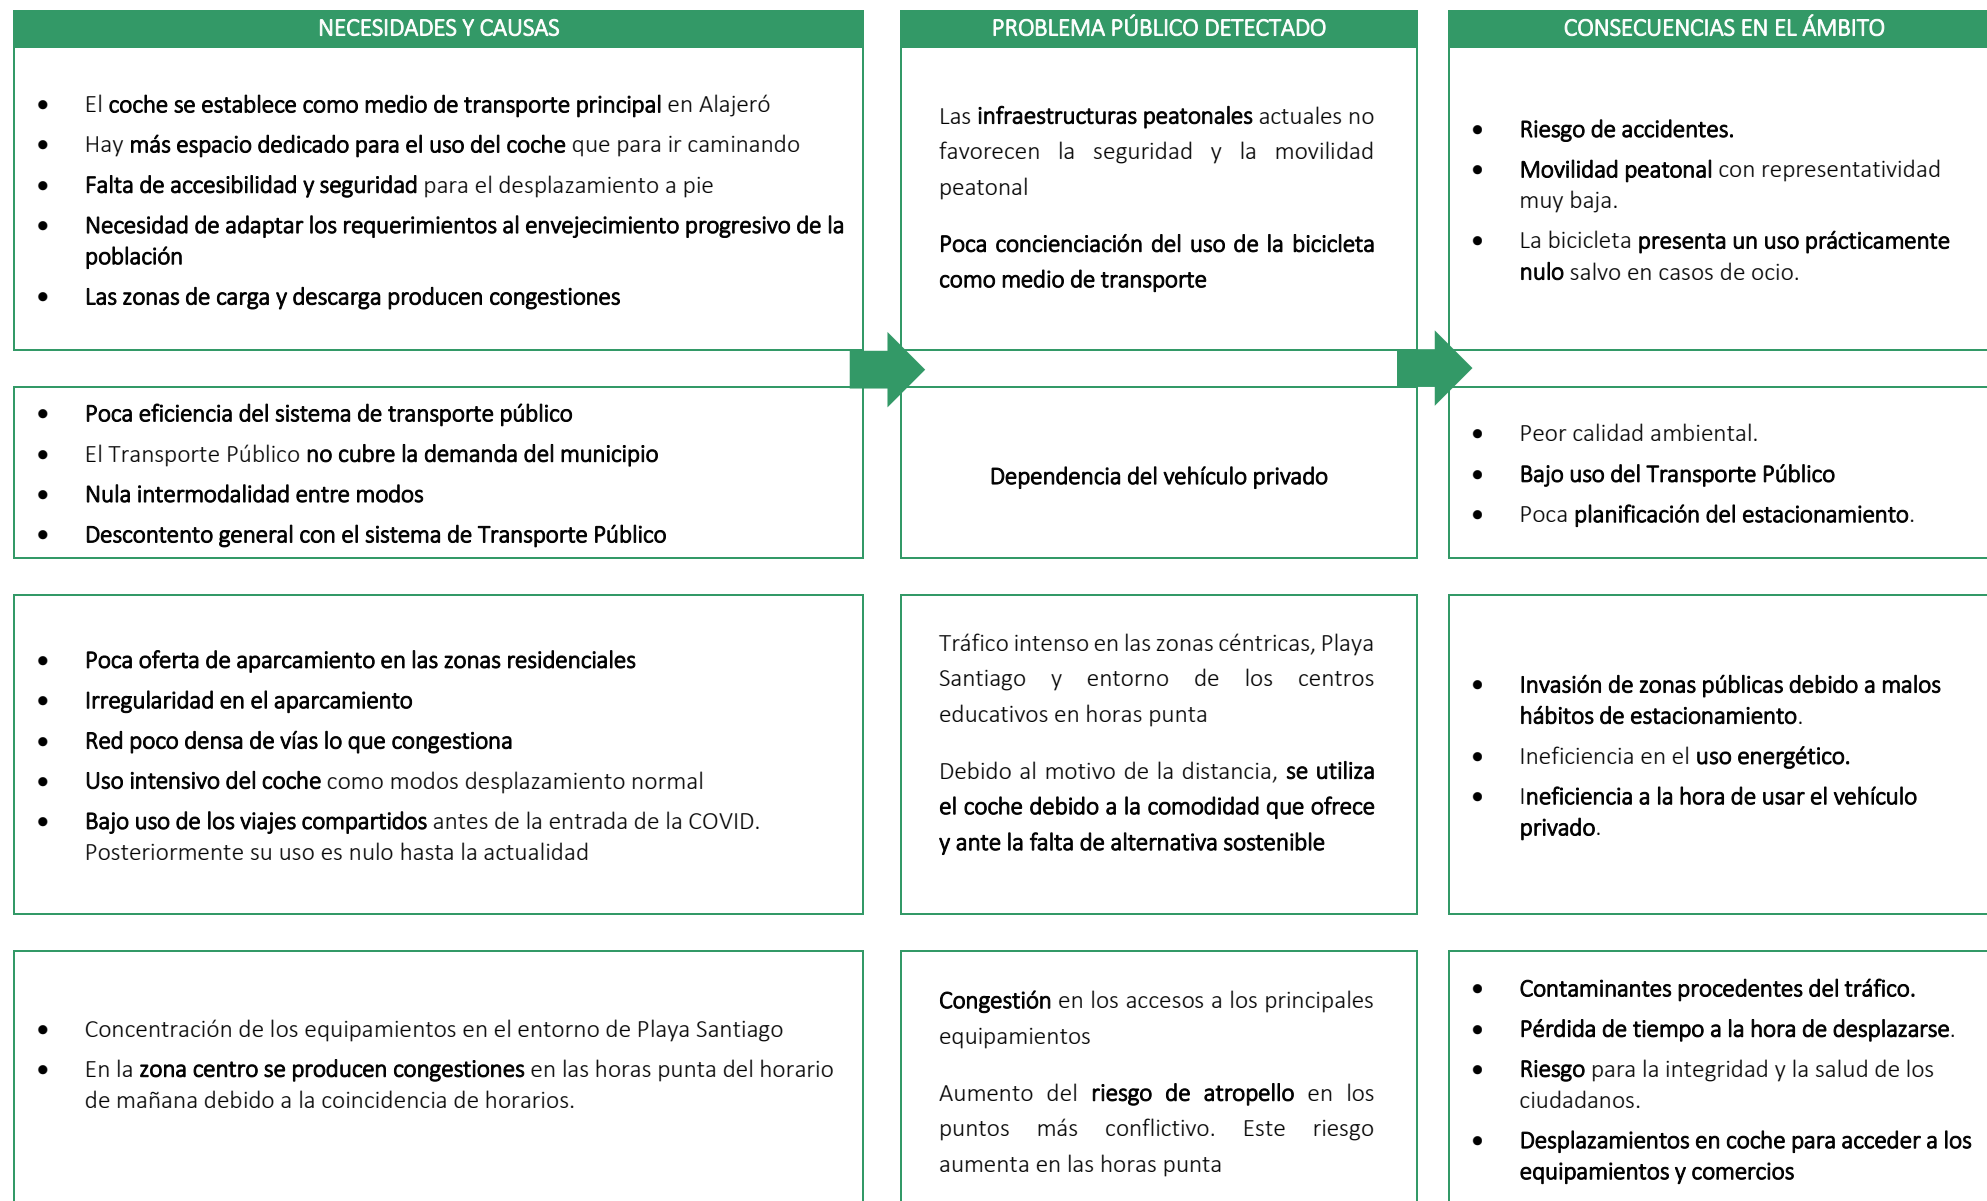 NECESIDADES Y CAUSAS
PROBLEMA PÚBLICO DETECTADO
CONSECUENCIAS EN EL ÁMBITO
• El coche se establece como medio de transporte principal en Alajeró
• Hay más espacio dedicado para el uso del coche que para ir caminando
• Falta de accesibilidad y seguridad para el desplazamiento a pie
• Necesidad de adaptar los requerimientos al envejecimiento progresivo de la
población
• Las zonas de carga y descarga producen congestiones
Las infraestructuras peatonales actuales no
favorecen la seguridad y la movilidad
peatonal
Poca concienciación del uso de la bicicleta
como medio de transporte
• Riesgo de accidentes.
• Movilidad peatonal con representatividad
muy baja.
• La bicicleta presenta un uso prácticamente
nulo salvo en casos de ocio.
• Poca eficiencia del sistema de transporte público
• El Transporte Público no cubre la demanda del municipio
• Nula intermodalidad entre modos
• Descontento general con el sistema de Transporte Público
Dependencia del vehículo privado
• Peor calidad ambiental.
• Bajo uso del Transporte Público
• Poca planificación del estacionamiento.
• Poca oferta de aparcamiento en las zonas residenciales
• Irregularidad en el aparcamiento
• Red poco densa de vías lo que congestiona
• Uso intensivo del coche como modos desplazamiento normal
• Bajo uso de los viajes compartidos antes de la entrada de la COVID.
Posteriormente su uso es nulo hasta la actualidad
Tráfico intenso en las zonas céntricas, Playa
Santiago y entorno de los centros
educativos en horas punta
Debido al motivo de la distancia, se utiliza
el coche debido a la comodidad que ofrece
y ante la falta de alternativa sostenible
• Invasión de zonas públicas debido a malos
hábitos de estacionamiento.
• Ineficiencia en el uso energético.
• Ineficiencia a la hora de usar el vehículo
privado.
• Concentración de los equipamientos en el entorno de Playa Santiago
• En la zona centro se producen congestiones en las horas punta del horario
de mañana debido a la coincidencia de horarios.
Congestión en los accesos a los principales
equipamientos
Aumento del riesgo de atropello en los
puntos más conflictivo. Este riesgo
aumenta en las horas punta
• Contaminantes procedentes del tráfico.
• Pérdida de tiempo a la hora de desplazarse.
• Riesgo para la integridad y la salud de los
ciudadanos.
• Desplazamientos en coche para acceder a los
equipamientos y comercios